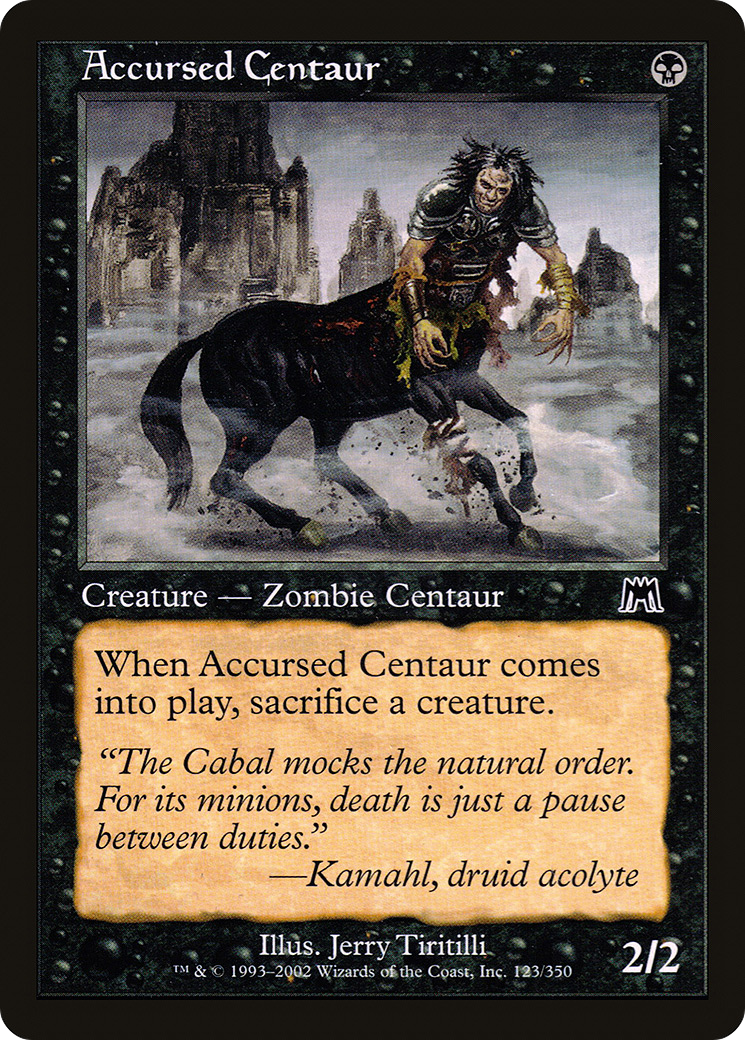 Accursed Centaur
Creature — Zombie Centaur
When Accursed Centaur comes
into play, sacrifice a creature.
“The Cabal mocks the natural order.
For its minions, death is just a pause
between duties.”
—Kamahl, druid acolyte
Illus. Jerry Tiritilli
™ & © 1993–2002 Wizards of the Coast, Inc. 123/350
2/2